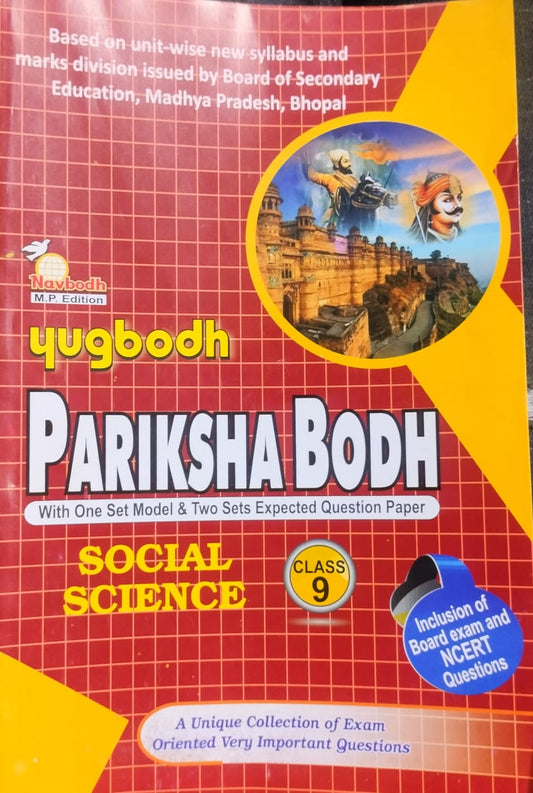 Based on unit-wise new syllabus and
marks division issued by Board of Secondary
Education, Madhya Pradesh, Bhopal
Navbodh
M.P. Edition
yugbodh
PARIKSHA BODH
With One Set Model & Two Sets Expected Question Paper
SOCIAL
SCIENCE
CLASS
9
Inclusion of
Board exam and
NCERT
Questions
A Unique Collection of Exam
Oriented Very Important Questions